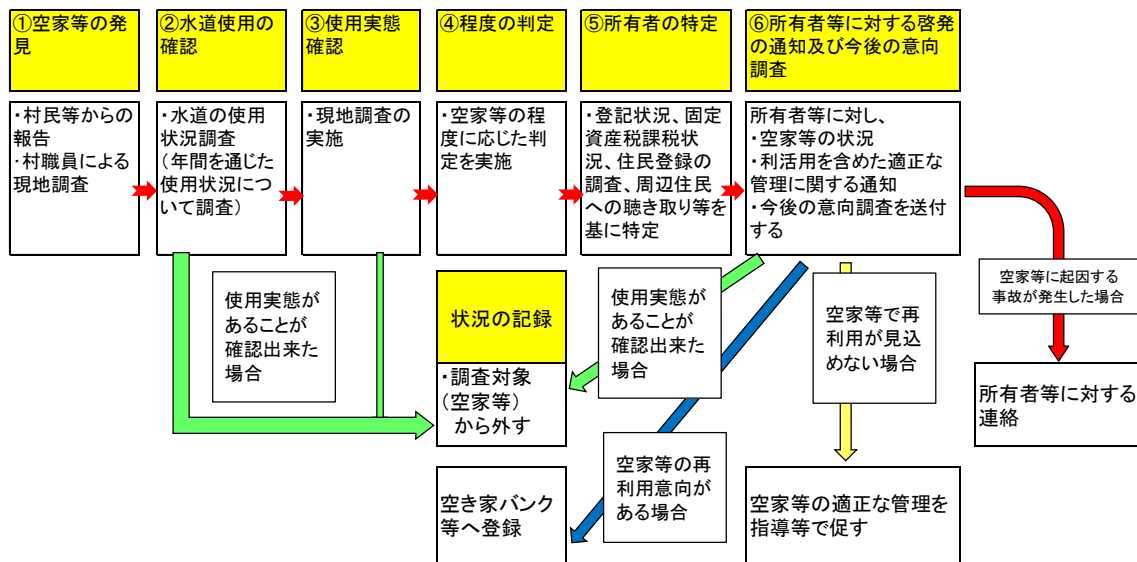 ①空家等の発
見
②水道使用の
確認
③使用実態
確認
④程度の判定
⑤所有者の特定
⑥所有者等に対する啓発
の通知及び今後の意向
調査
・村民等からの
報告
・村職員による
現地調査
・水道の使用
状況調査
（年間を通じた
使用状況につ
いて調査）
・現地調査の
実施
・空家等の程
度に応じた判
定を実施
・登記状況、固定
資産税課税状
況、住民登録の
調査、周辺住民
への聴き取り等を
基に特定
所有者等に対し、
・空家等の状況
・利活用を含めた適正な
管理に関する通知
・今後の意向調査を送付
する
使用実態が
あることが
確認出来た
場合
状況の記録
・調査対象
（空家等）
から外す
使用実態が
あることが
確認出来た
場合
空家等で再
利用が見込
めない場合
空家等に起因する
事故が発生した場合
所有者等に対する
連絡
空き家バンク
等へ登録
空家等の再
利用意向が
ある場合
空家等の適正な管理を
指導等で促す